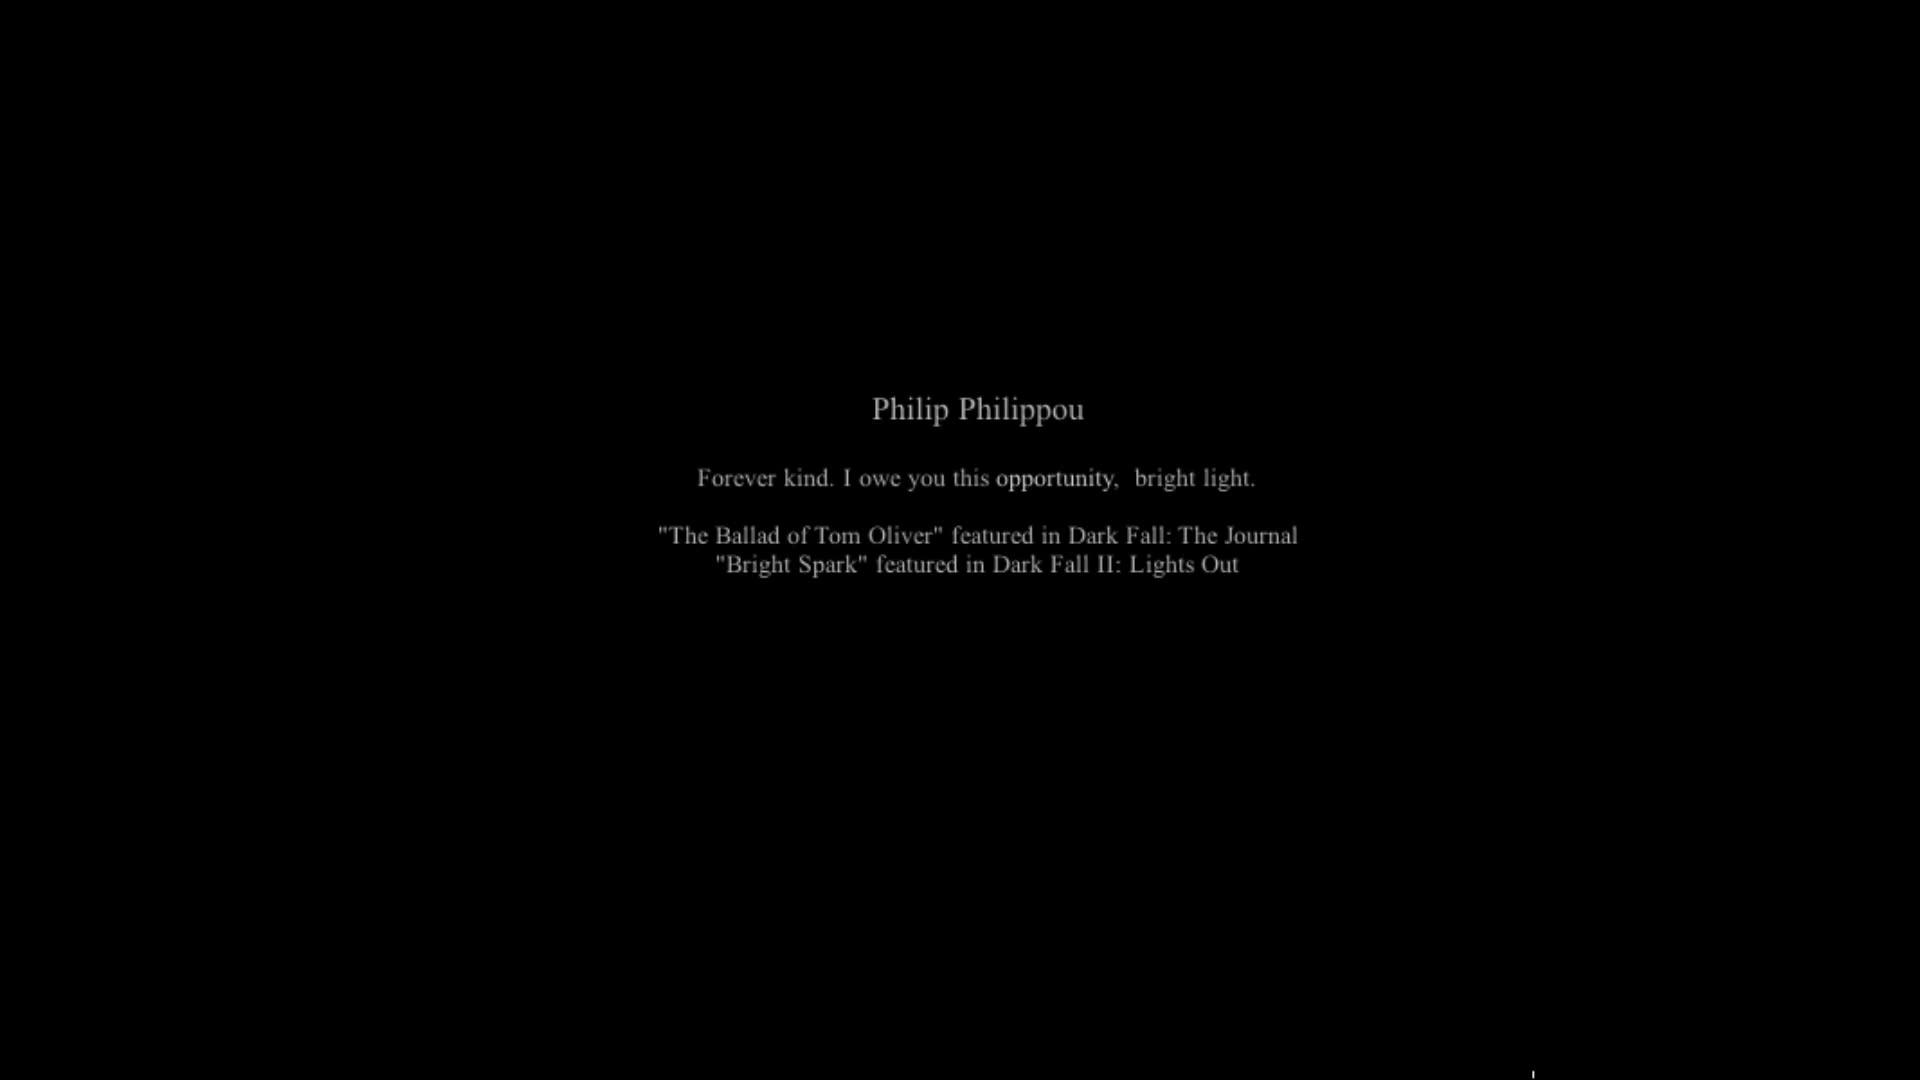 Philip Philippou
Forever kind. I owe you this opportunity,  bright light.
"The Ballad of Tom Oliver" featured in Dark Fall: The Journal
"Bright Spark" featured in Dark Fall II: Lights Out